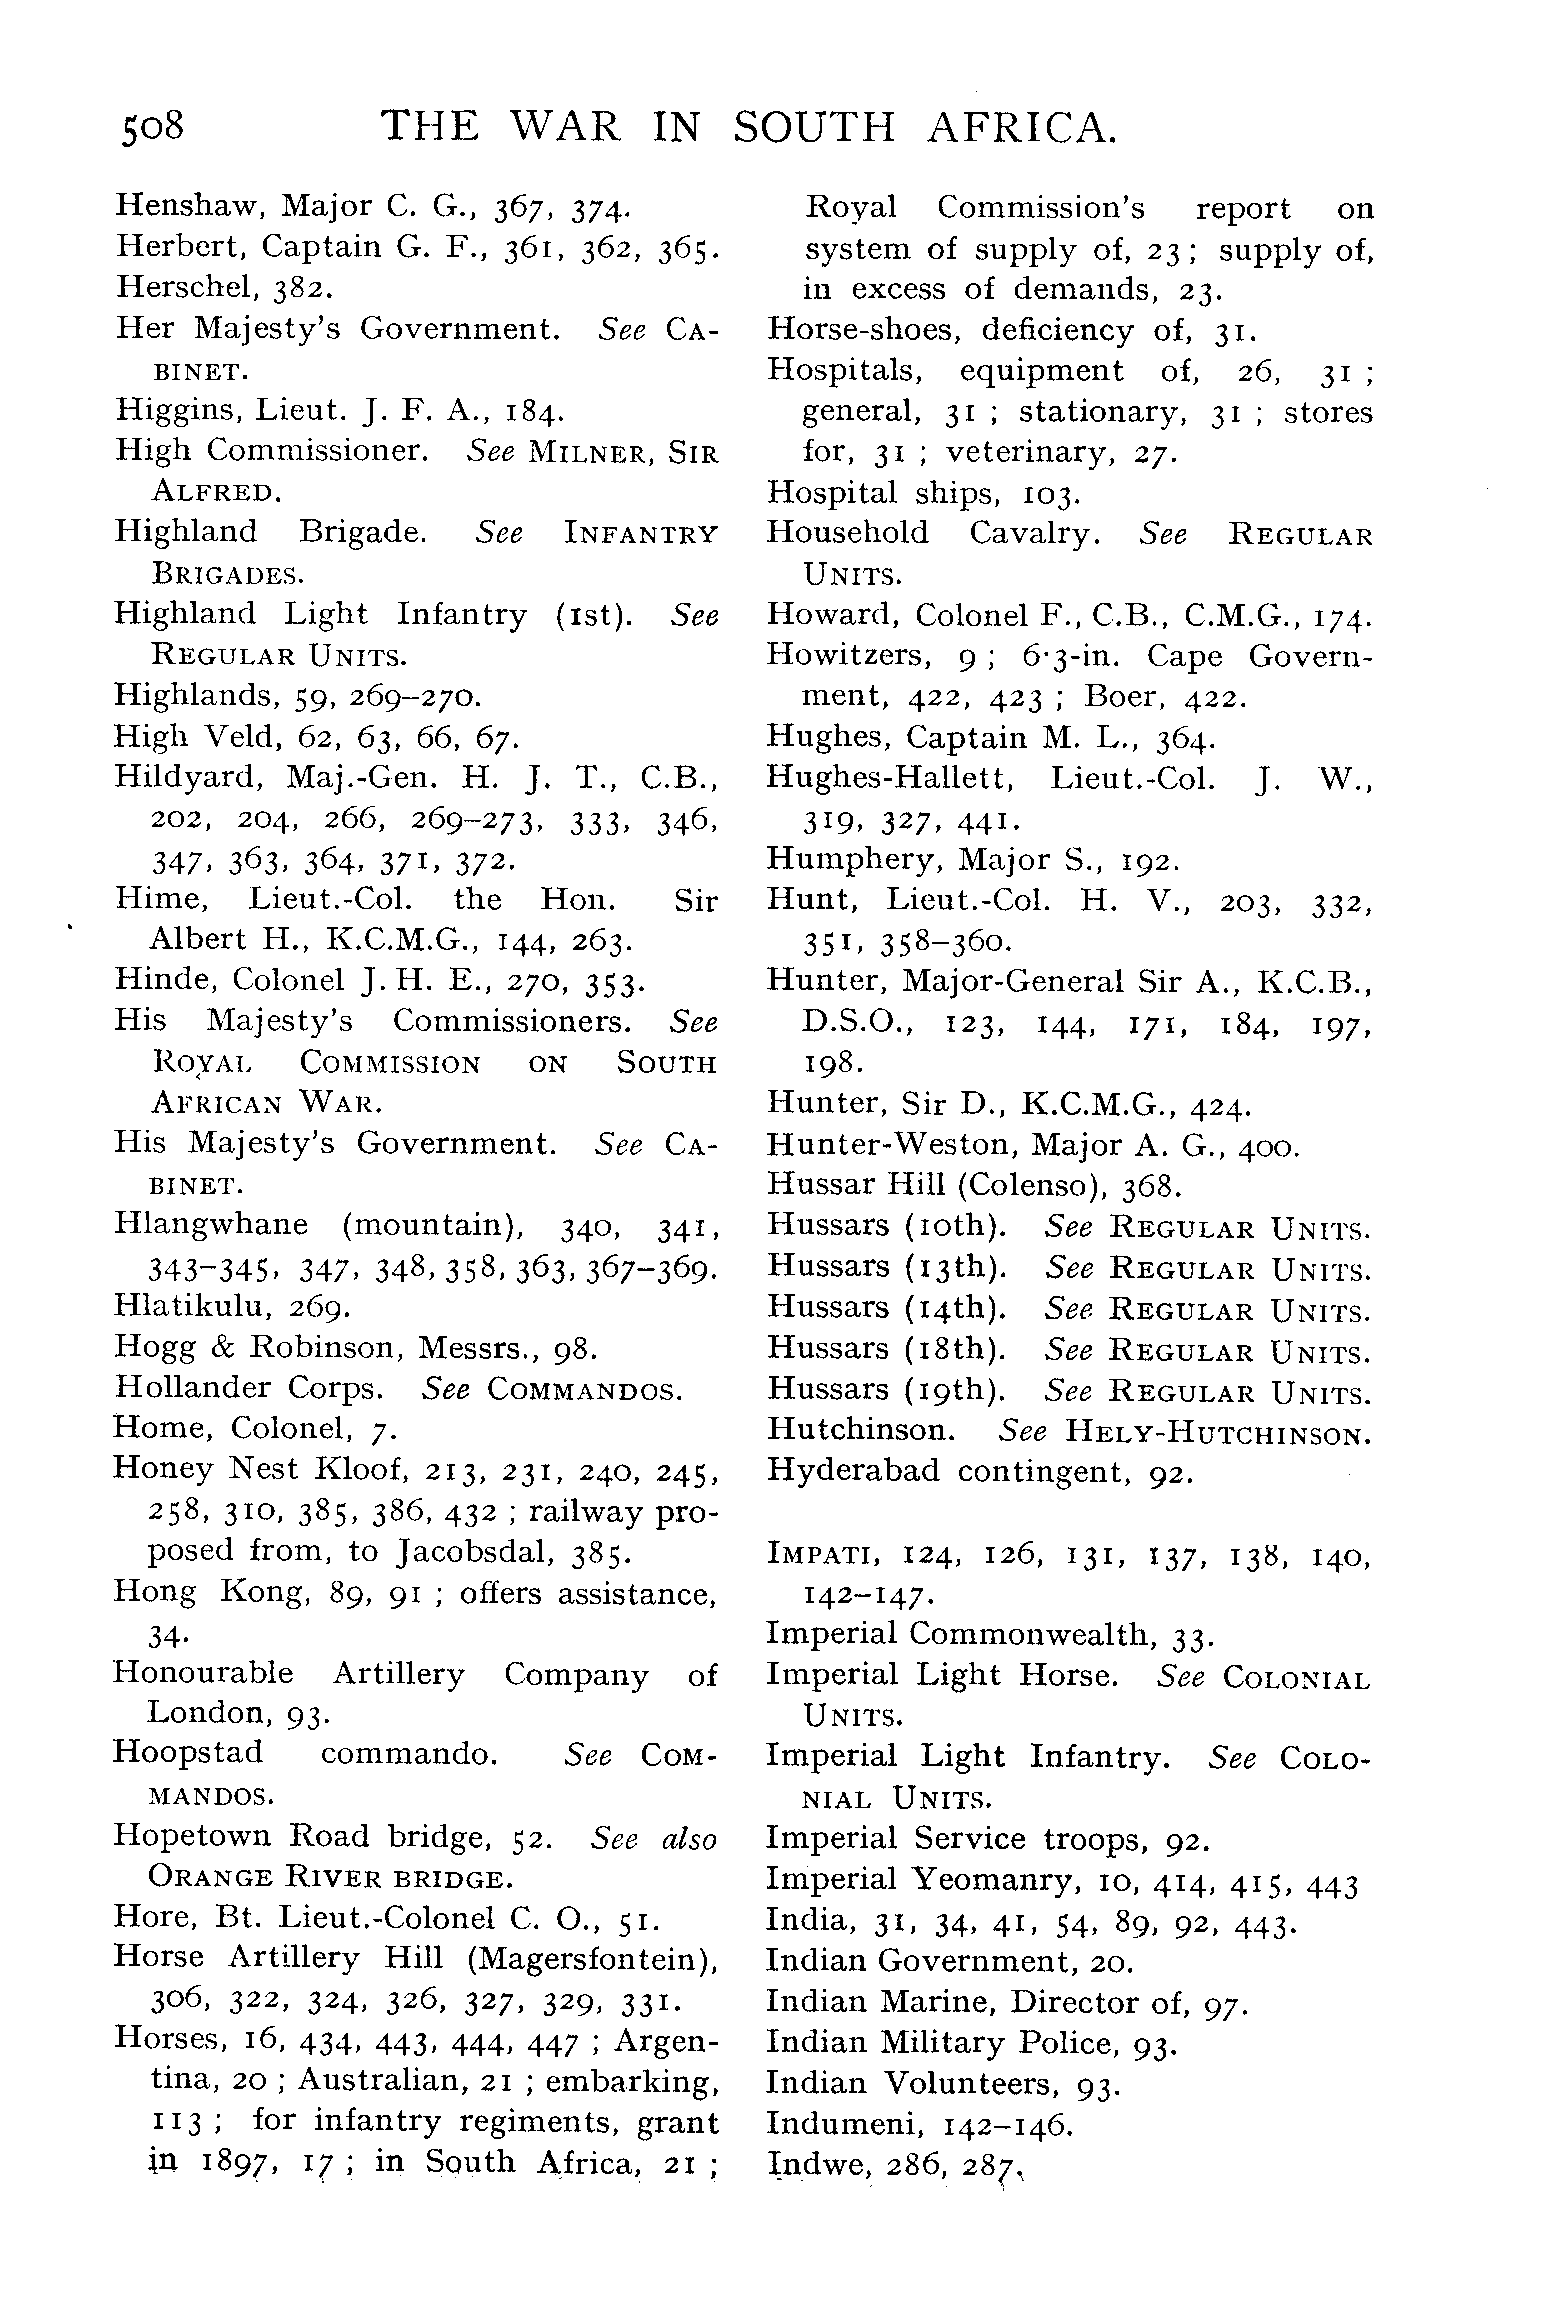 508 THE WAR IN SOUTH AFRICA.
Henshaw, Major C. G., 367, 374.
Herbert, Captain G. F., 361, 362, 365.
Herschel, 382.
Her Majesty's Government. See CA-
BINET.
Higgins, Lieut. J. F. A., 184.
High Commissioner. See MILNER, SIR
ALFRED.
Highland Brigade. See INFANTRY
BRIGADES.
Highland Light Infantry (1st). See
REGULAR UNITS.
Highlands, 59, 269–270.
High Veld, 62, 63, 66, 67.
Hildyard, Maj.-Gen. H. J. T., C.B.,
202, 204, 266, 269–273, 333, 346,
347, 363, 364, 371, 372.
Hime, Lieut.-Col. the Hon. Sir
Albert H., K.C.M.G., 144, 263.
Hinde, Colonel J. H. E., 270, 353.
His Majesty's Commissioners. See
ROYAL COMMISSION ON SOUTH
AFRICAN WAR.
His Majesty's Government. See CA-
BINET.
Hlangwhane (mountain), 340, 341,
343–345, 347, 348, 358, 363, 367–369.
Hlatikulu, 269.
Hogg & Robinson, Messrs., 98.
Hollander Corps. See COMMANDOS.
Home, Colonel, 7.
Honey Nest Kloof, 213, 231, 240, 245,
258, 310, 385, 386, 432 ; railway pro-
posed from, to Jacobsdal, 385.
Hong Kong, 89, 91 ; offers assistance,
34.
Honourable Artillery Company of
London, 93.
Hoopstad commando. See COM-
MANDOS.
Hopetown Road bridge, 52. See also
ORANGE RIVER BRIDGE.
Hore, Bt. Lieut.-Colonel C. O., 51.
Horse Artillery Hill (Magersfontein),
306, 322, 324, 326, 327, 329, 331.
Horses, 16, 434, 443, 444, 447 ; Argen-
tina, 20 ; Australian, 21 ; embarking,
113 ; for infantry regiments, grant
in 1897, 17 ; in South Africa, 21 ;
Royal Commission's report on
system of supply of, 23 ; supply of,
in excess of demands, 23.
Horse-shoes, deficiency of, 31.
Hospitals, equipment of, 26, 31 ;
general, 31 ; stationary, 31 ; stores
for, 31 ; veterinary, 27.
Hospital ships, 103.
Household Cavalry. See REGULAR
UNITS.
Howard, Colonel F., C.B., C.M.G., 174.
Howitzers, 9 ; 6·3-in. Cape Govern-
ment, 422, 423 ; Boer, 422.
Hughes, Captain M. L., 364.
Hughes-Hallett, Lieut.-Col. J. W.,
319, 327, 441.
Humphery, Major S., 192.
Hunt, Lieut.-Col. H. V., 203, 332,
351, 358–360.
Hunter, Major-General Sir A., K.C.B.,
D.S.O., 123, 144, 171, 184, 197,
198.
Hunter, Sir D., K.C.M.G., 424.
Hunter-Weston, Major A. G., 400.
Hussar Hill (Colenso), 368.
Hussars (10th). See REGULAR UNITS.
Hussars (13th). See REGULAR UNITS.
Hussars (14th). See REGULAR UNITS.
Hussars (18th). See REGULAR UNITS.
Hussars (19th). See REGULAR UNITS.
Hutchinson. See HELY-HUTCHINSON.
Hyderabad contingent, 92.
IMPATI, 124, 126, 131, 137, 138, 140,
142–147.
Imperial Commonwealth, 33.
Imperial Light Horse. See COLONIAL
UNITS.
Imperial Light Infantry. See COLO-
NIAL UNITS.
Imperial Service troops, 92.
Imperial Yeomanry, 10, 414, 415, 443
India, 31, 34, 41, 54, 89, 92, 443.
Indian Government, 20.
Indian Marine, Director of, 97.
Indian Military Police, 93.
Indian Volunteers, 93.
Indumeni, 142–146.
Indwe, 286, 287.